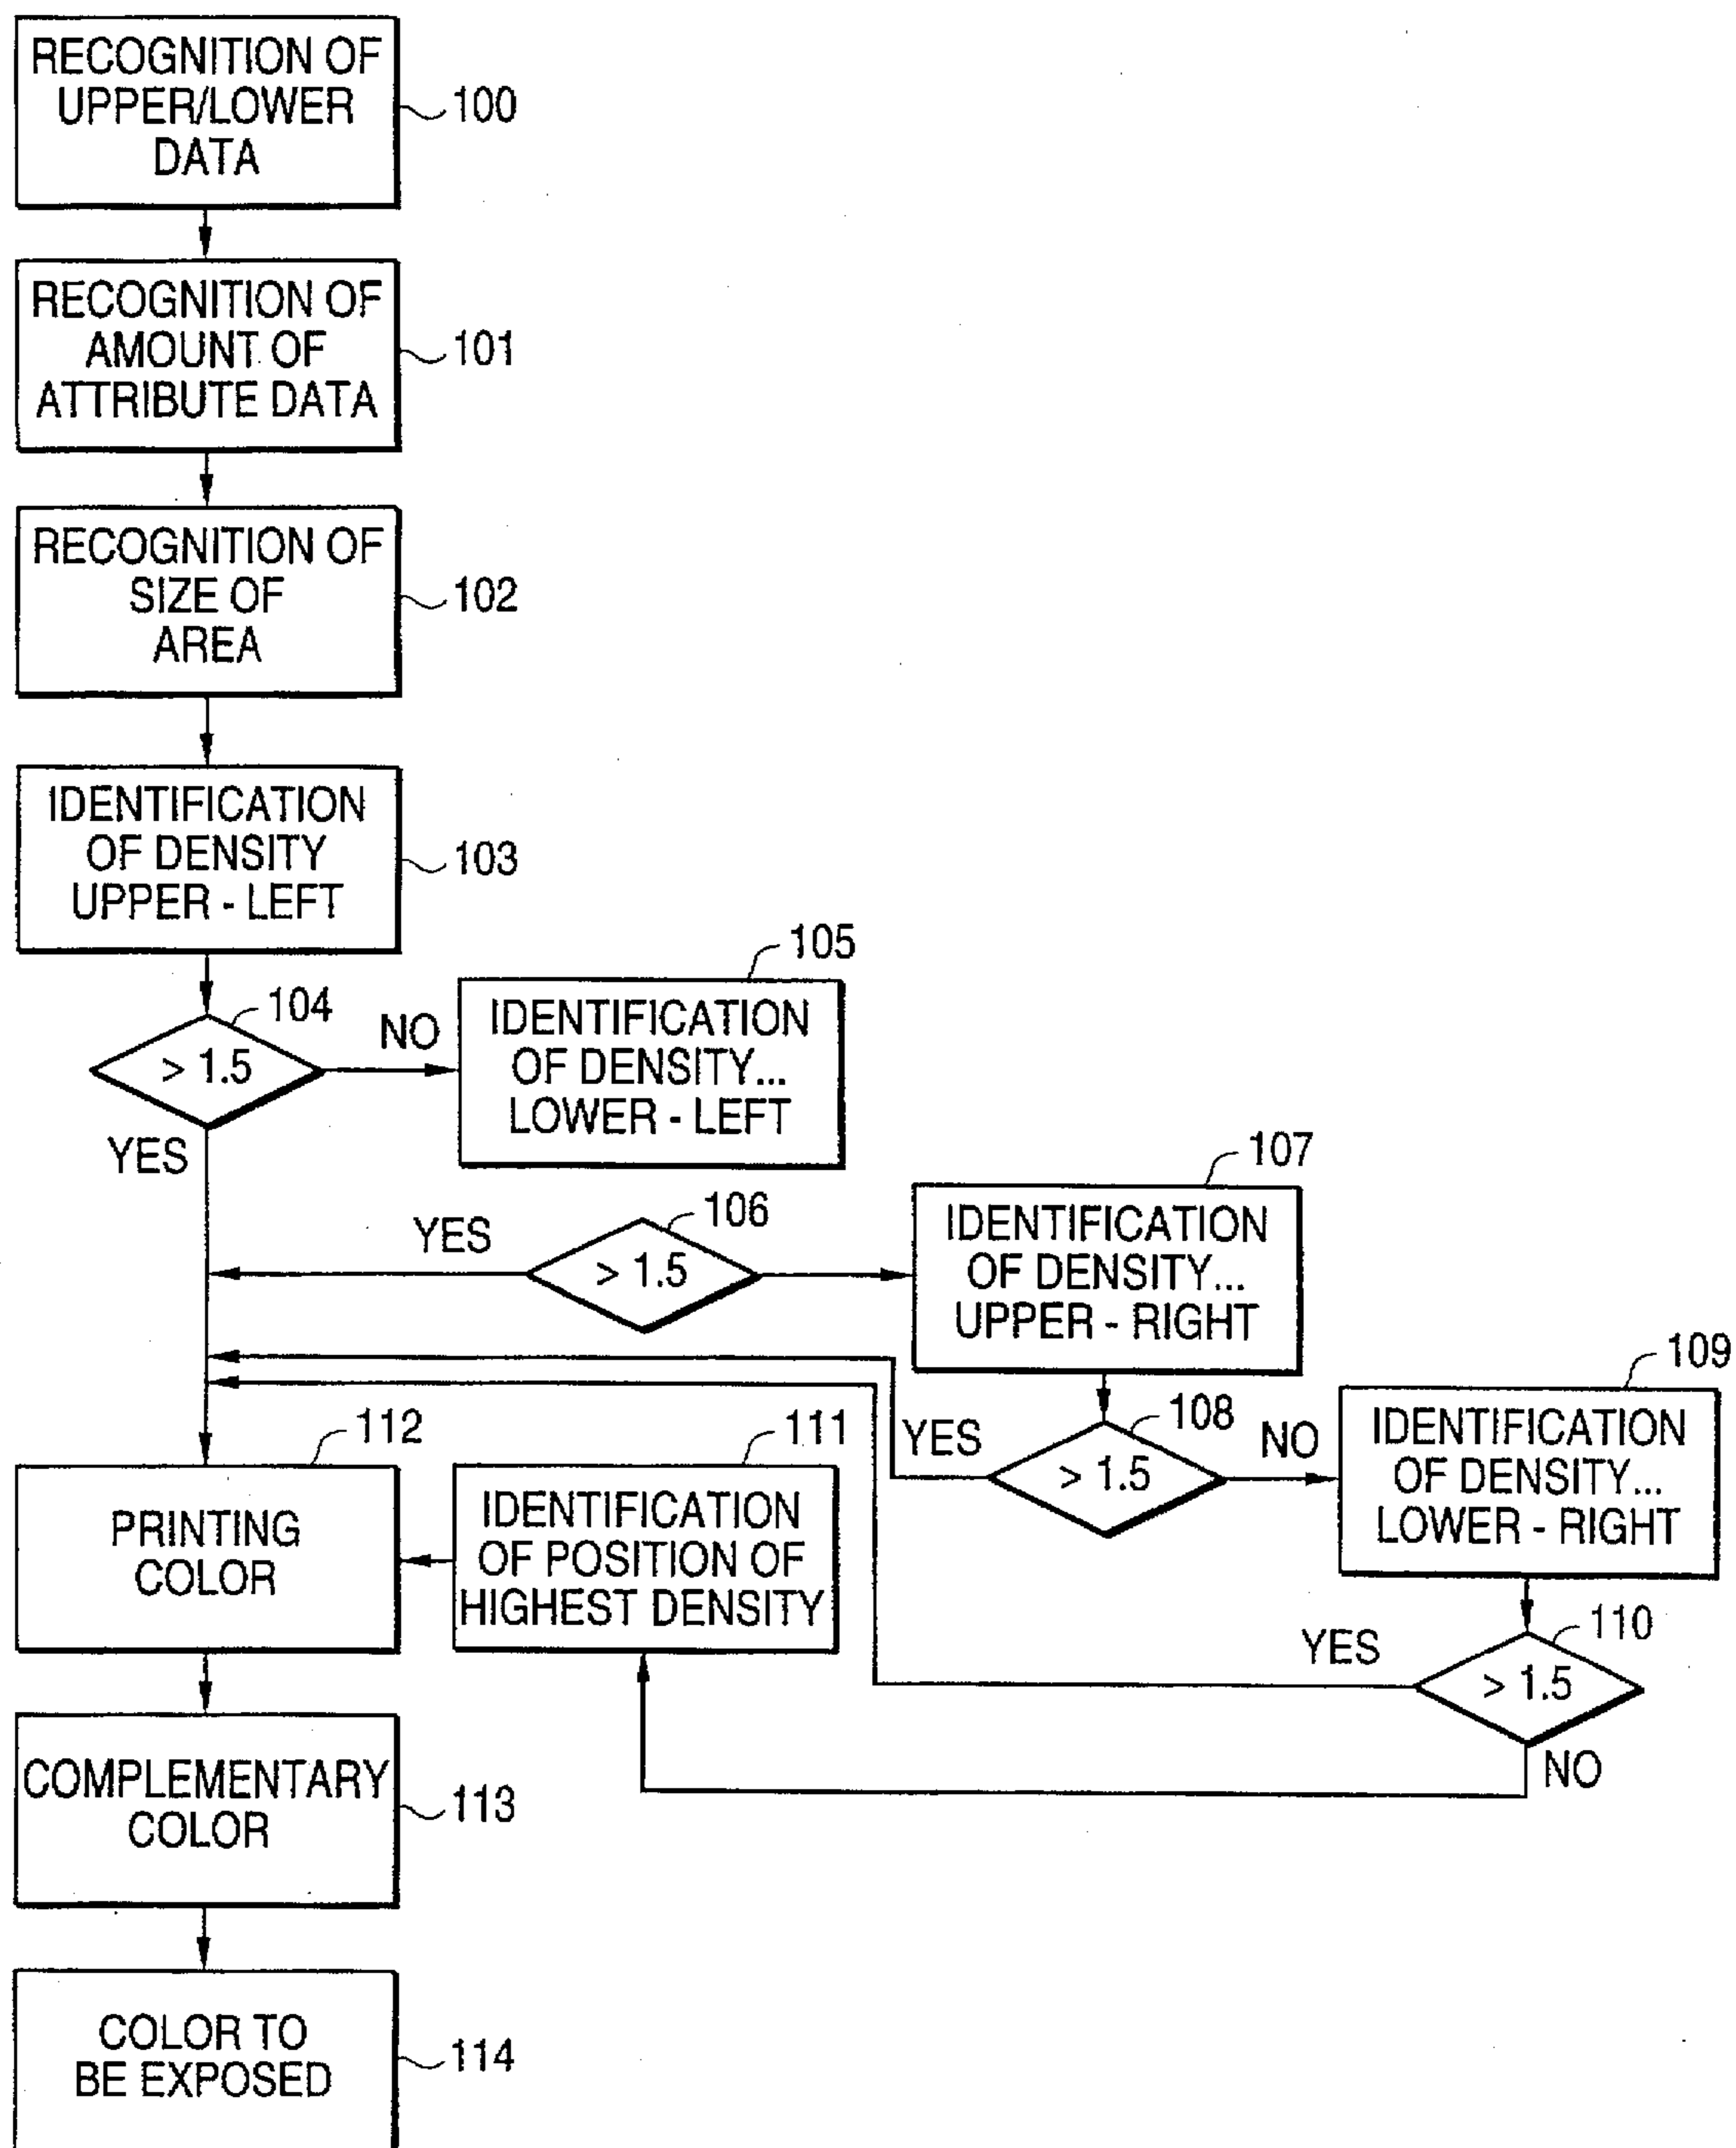 RECOGNITION OF
UPPER/LOWER
DATA
100
RECOGNITION OF
AMOUNT OF
ATTRIBUTE DATA
101
RECOGNITION OF
SIZE OF
AREA
102
IDENTIFICATION
OF DENSITY
UPPER - LEFT
103
104
> 1.5
NO
YES
105
IDENTIFICATION
OF DENSITY...
LOWER - LEFT
106
> 1.5
YES
107
IDENTIFICATION
OF DENSITY...
UPPER - RIGHT
108
> 1.5
YES
NO
109
IDENTIFICATION
OF DENSITY...
LOWER - RIGHT
110
> 1.5
YES
NO
111
IDENTIFICATION
OF POSITION OF
HIGHEST DENSITY
112
PRINTING
COLOR
COMPLEMENTARY
COLOR
113
COLOR TO
BE EXPOSED
114